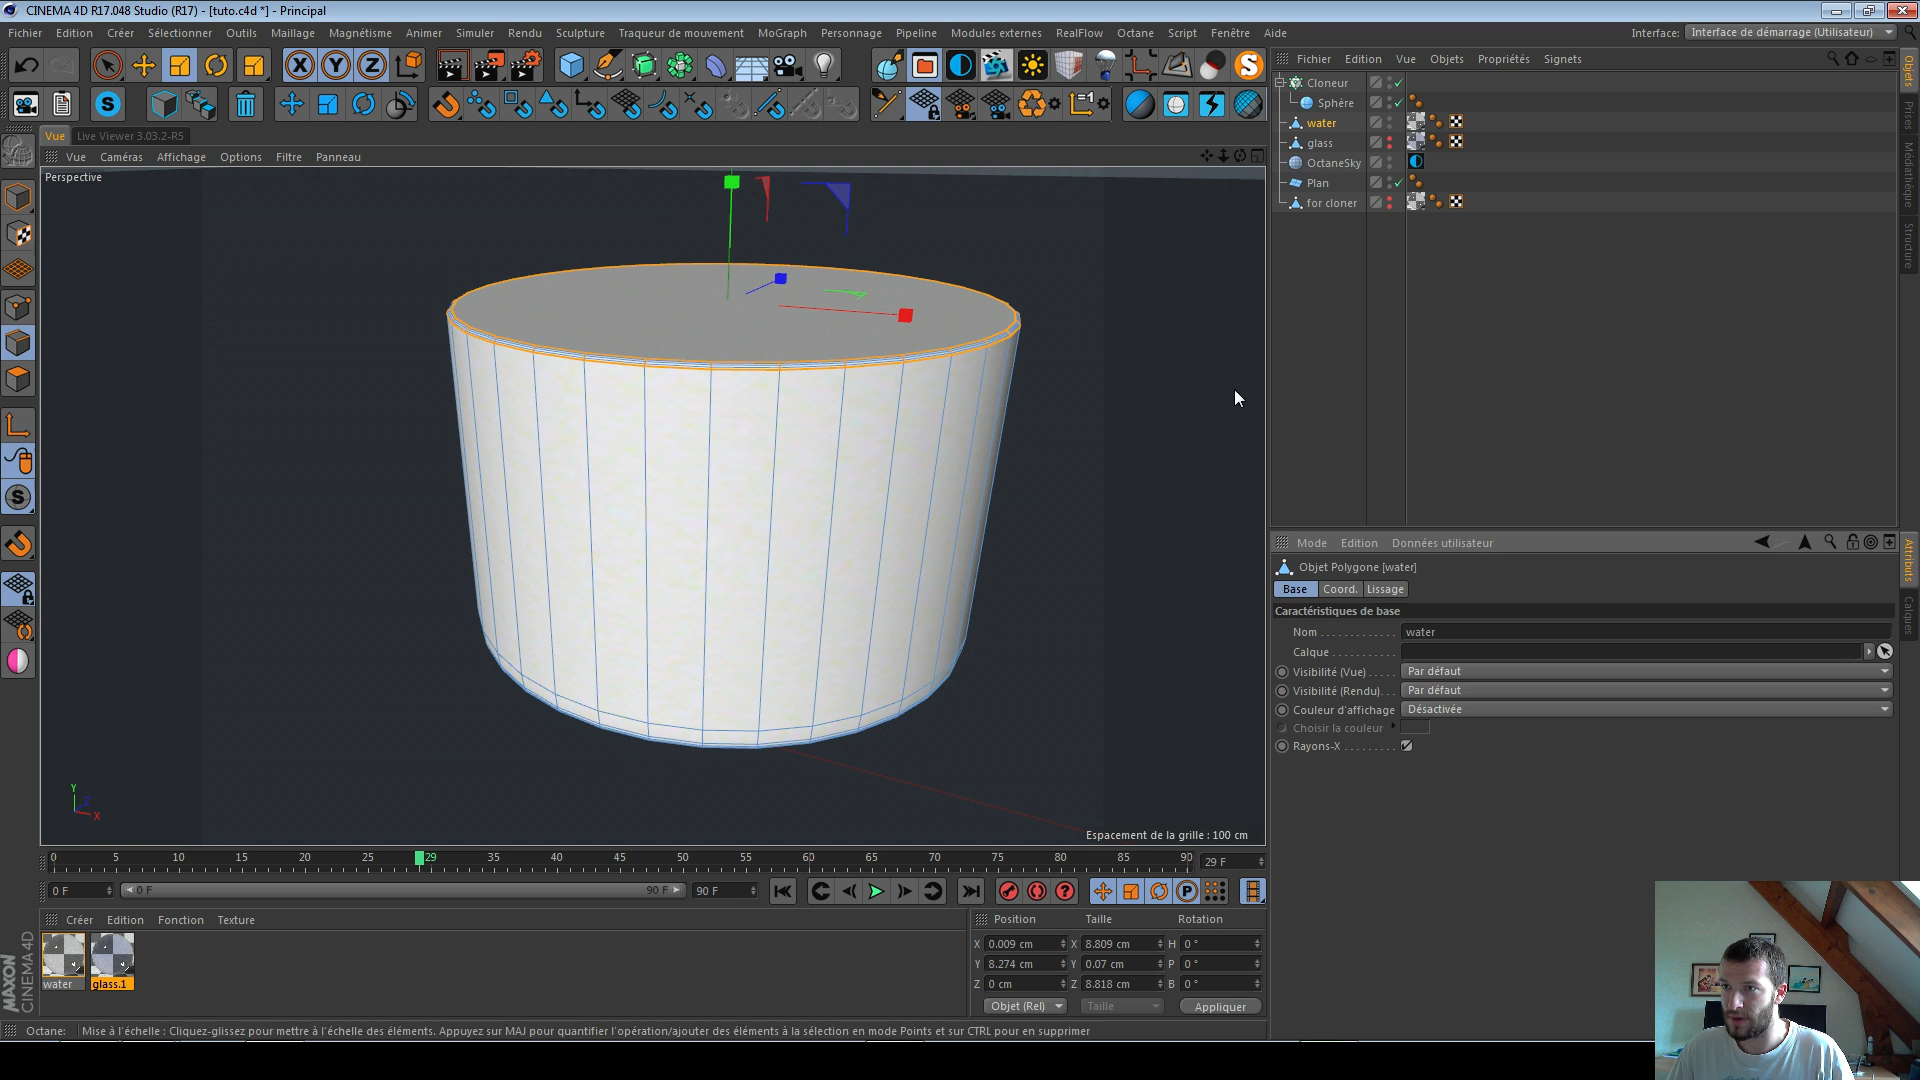 CINEMA 4D R17.048 Studio (R17) - [tuto.c4d *] - Principal
Fichier Edition Créer Sélectionner Outils Maillage Magnétisme Animer Simuler Rendu Sculpture Traqueur de mouvement MoGraph Personnage Pipeline Modules externes RealFlow Octane Script Fenêtre Aide Interface: Interface de démarrage (Utilisateur)
Fichier Edition Vue Objets Propriétés Signets
Vue Live Viewer 3.03.2-R5
Vue Caméras Affichage Options Filtre Panneau
Perspective
Cloneur
Sphère
water
glass
OctaneSky
Plan
for cloner
Objets
Prises
Médiathèque
Structure
Mode Edition Données utilisateur
Objet Polygone [water]
Base Coord. Lissage
Caractéristiques de base
Nom . . . . . . . . . . . . . water
Calque . . . . . . . . . . .
Visibilité (Vue) . . . . Par défaut
Visibilité (Rendu). . . Par défaut
Couleur d'affichage Désactivée
Choisir la couleur
Rayons-X . . . . . . . . .
Attributs
Calques
Y
Z
X
Espacement de la grille : 100 cm
0 5 10 15 20 25 29 35 40 45 50 55 60 65 70 75 80 85 90 29 F
0 F 0 F 90 F 90 F
Créer Edition Fonction Texture
water glass.1
Position Taille Rotation
X 0.009 cm X 8.809 cm H 0 °
Y 8.274 cm Y 0.07 cm P 0 °
Z 0 cm Z 8.818 cm B 0 °
Objet (Rel) Taille Appliquer
MAXON CINEMA 4D
Octane: Mise à l'échelle : Cliquez-glissez pour mettre à l'échelle des éléments. Appuyez sur MAJ pour quantifier l'opération/ajouter des éléments à la sélection en mode Points et sur CTRL pour en supprimer